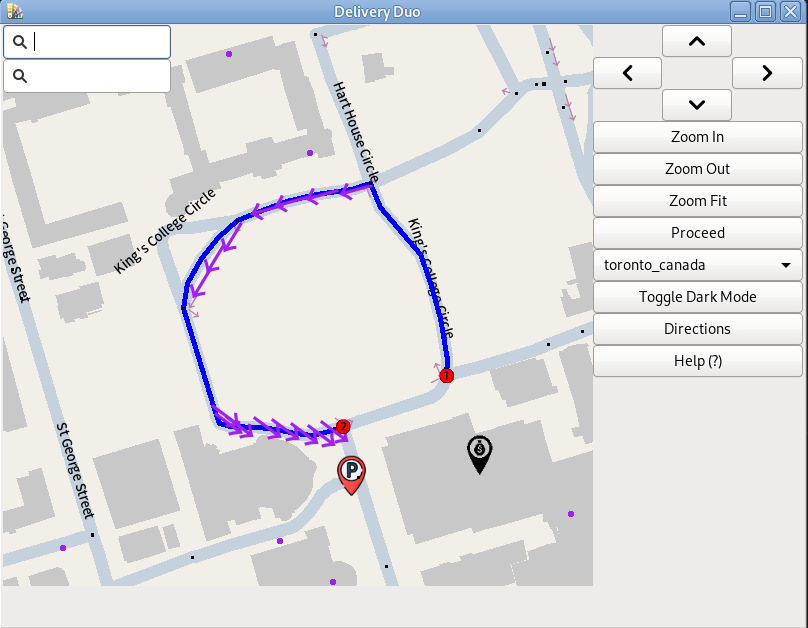 Delivery Duo
Zoom In
Zoom Out
Zoom Fit
Proceed
toronto_canada
Toggle Dark Mode
Directions
Help (?)
Hart House Circle
King's College Circle
King's College Circle
George Street
St George Street
1
2
P
$